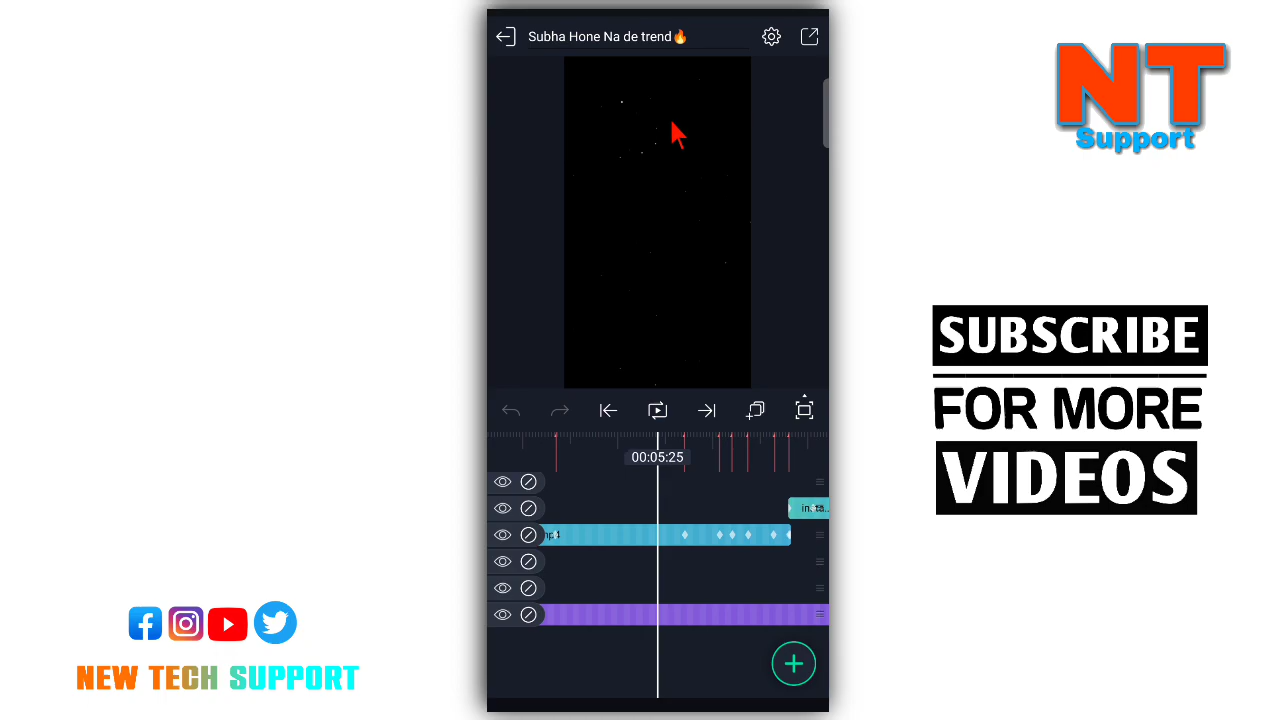 Subha Hone Na de trend🔥
NT
Support
SUBSCRIBE
FOR MORE
VIDEOS
00:05:25
NEW TECH SUPPORT